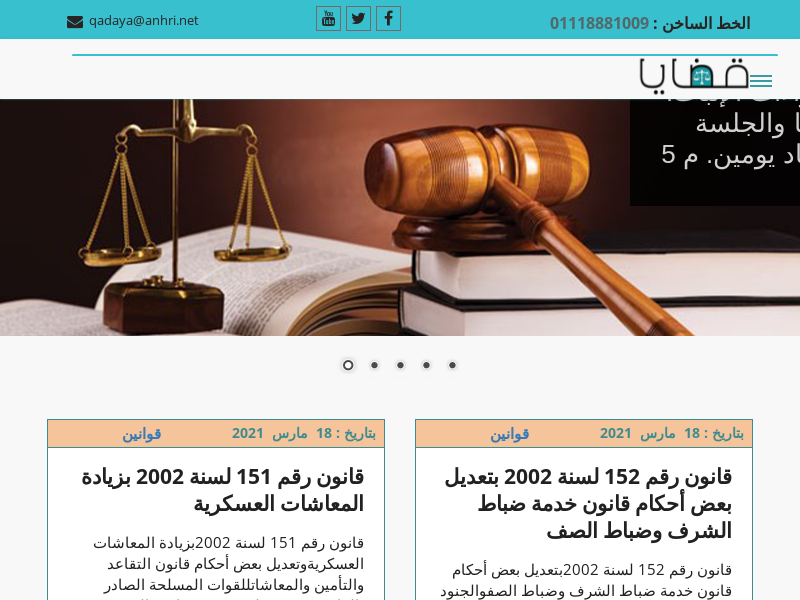 الخط الساخن : 01118881009
qadaya@anhri.net
قضايا
والجلسة
يومين. م 5
بتاريخ : 18 مارس 2021 قوانين
قانون رقم 152 لسنة 2002 بتعديل
بعض أحكام قانون خدمة ضباط
الشرف وضباط الصف
قانون رقم 152 لسنة 2002بتعديل بعض أحكام
قانون خدمة ضباط الشرف وضباط الصفوالجنود
بتاريخ : 18 مارس 2021 قوانين
قانون رقم 151 لسنة 2002 بزيادة
المعاشات العسكرية
قانون رقم 151 لسنة 2002بزيادة المعاشات
العسكريةوتعديل بعض أحكام قانون التقاعد
والتأمين والمعاشاتللقوات المسلحة الصادر